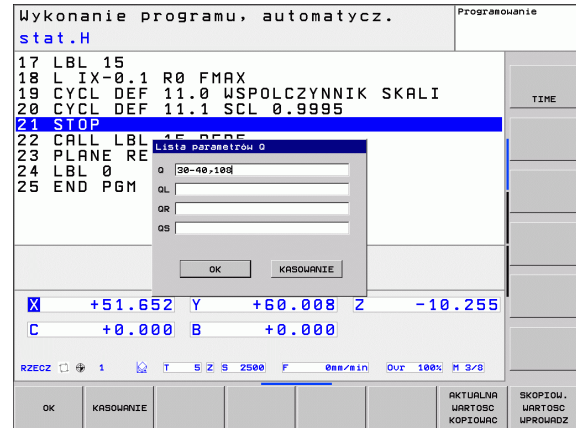 Wykonanie programu, automatycz.
Programowanie
stat.H
17 LBL 15
18 L IX-0.1 R0 FMAX
19 CYCL DEF 11.0 WSPOLCZYNNIK SKALI
20 CYCL DEF 11.1 SCL 0.9995
21 STOP
22 CALL LBL 15
23 PLANE RE
24 LBL 0
25 END PGM
Lista parametrów Q
Q 30-40,108
QL
QR
QS
OK KASOWANIE
X +51.652 Y +60.008 Z -10.255
C +0.000 B +0.000
RZECZ 1 T 5 Z S 2500 F 0mm/min Ovr 100% M 3/8
TIME
OK
KASOWANIE
AKTUALNA
WARTOSC
KOPIOWAC
SKOPIOW.
WARTOSC
WPROWADZ